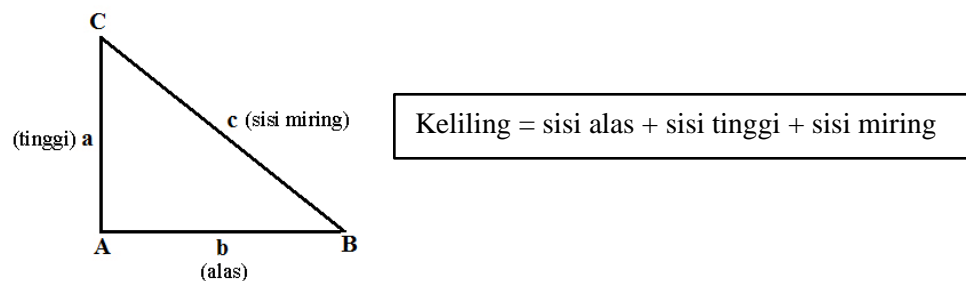 C
(tinggi) a
c (sisi miring)
A
b
B
(alas)
Keliling = sisi alas + sisi tinggi + sisi miring